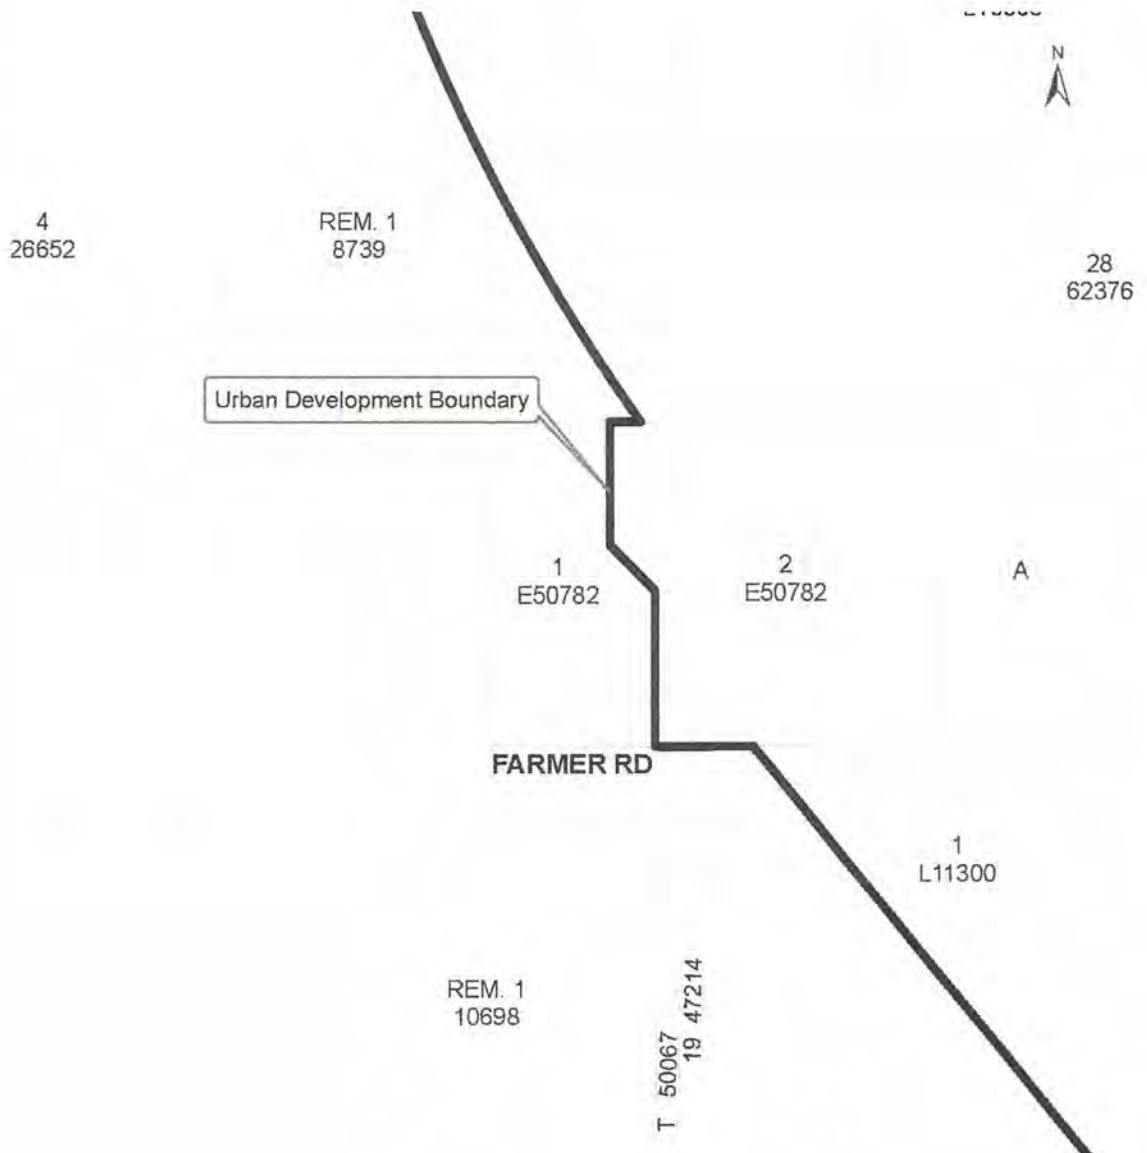 N
4
26652
REM. 1
8739
28
62376
Urban Development Boundary
1
E50782
2
E50782
A
FARMER RD
1
L11300
REM. 1
10698
T 50067
19 47214